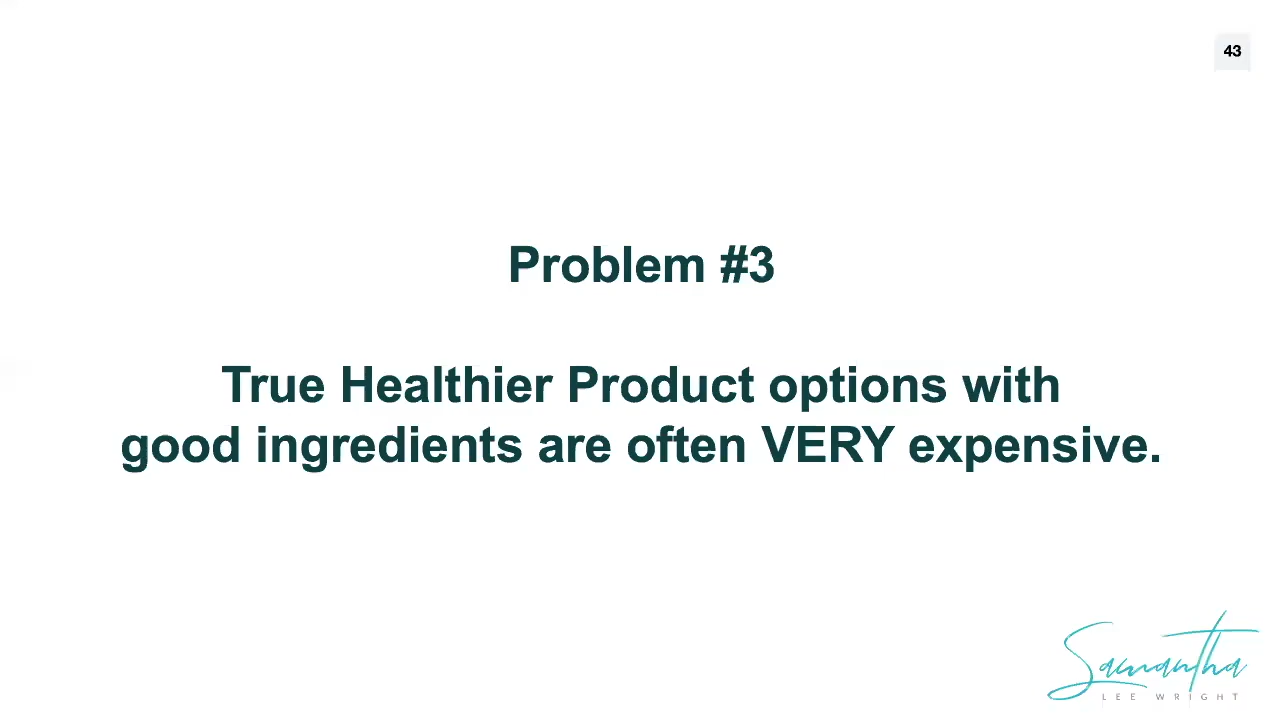 43
Problem #3
True Healthier Product options with
good ingredients are often VERY expensive.
Samantha
LEE WRIGHT